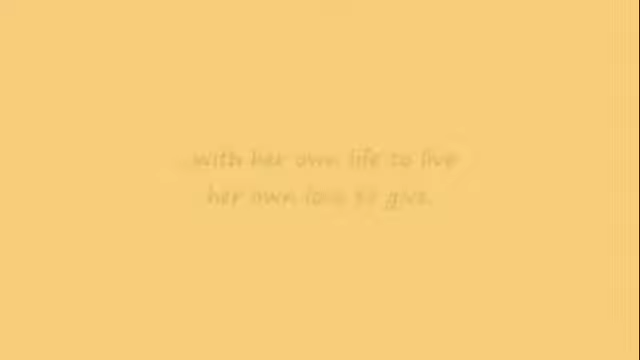 ...with her own life to live
her own love to give.